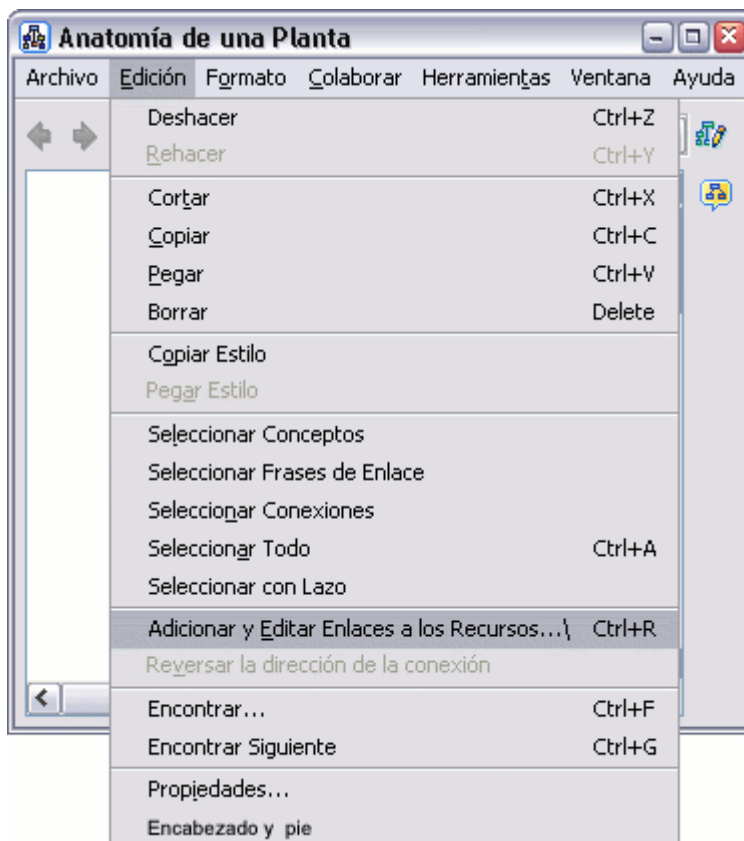 Anatomía de una Planta
Archivo Edición Formato Colaborar Herramientas Ventana Ayuda
Deshacer Ctrl+Z
Rehacer Ctrl+Y
Cortar Ctrl+X
Copiar Ctrl+C
Pegar Ctrl+V
Borrar Delete
Copiar Estilo
Pegar Estilo
Seleccionar Conceptos
Seleccionar Frases de Enlace
Seleccionar Conexiones
Seleccionar Todo Ctrl+A
Seleccionar con Lazo
Adicionar y Editar Enlaces a los Recursos...\ Ctrl+R
Reversar la dirección de la conexión
Encontrar... Ctrl+F
Encontrar Siguiente Ctrl+G
Propiedades...
Encabezado y pie